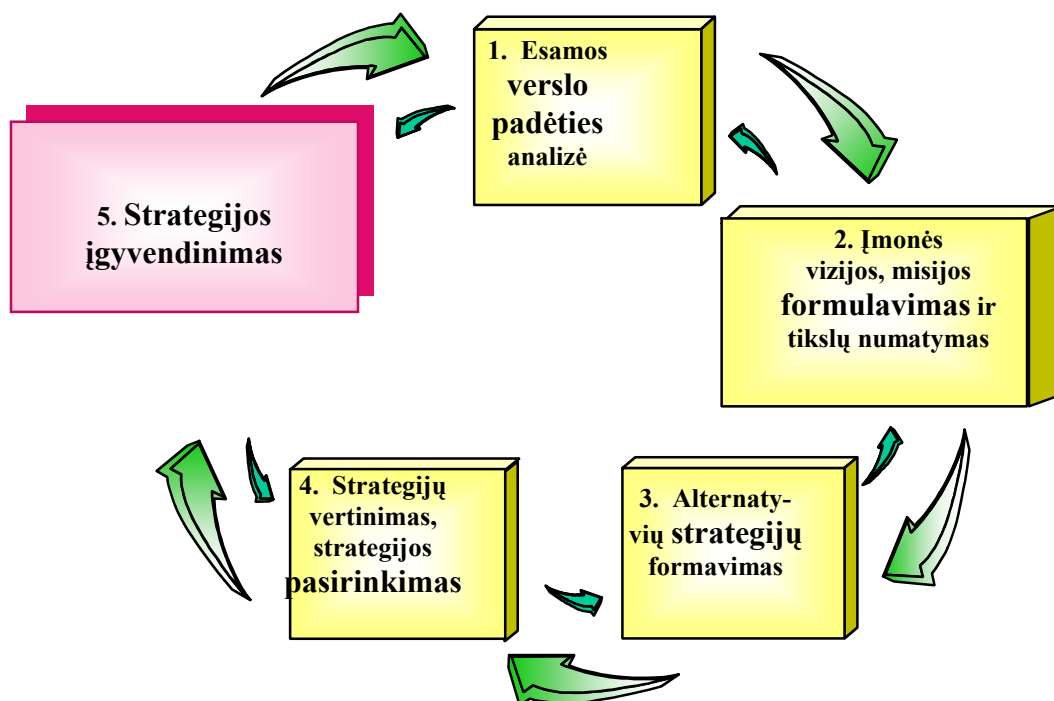 1. Esamos
verslo
padėties
analizė
2. Įmonės
vizijos, misijos
formulavimas ir
tikslų numatymas
3. Alternaty-
vių strategijų
formavimas
4. Strategijų
vertinimas,
strategijos
pasirinkimas
5. Strategijos
įgyvendinimas